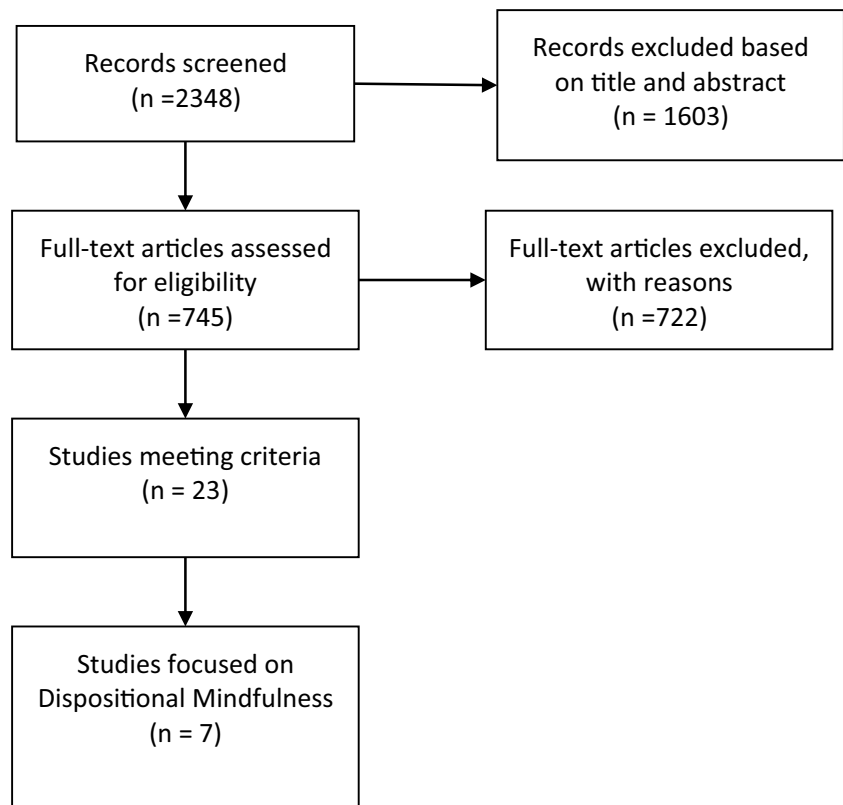 Records screened
(n =2348)
Records excluded based
on title and abstract
(n = 1603)
Full-text articles assessed
for eligibility
(n =745)
Full-text articles excluded,
with reasons
(n =722)
Studies meeting criteria
(n = 23)
Studies focused on
Dispositional Mindfulness
(n = 7)